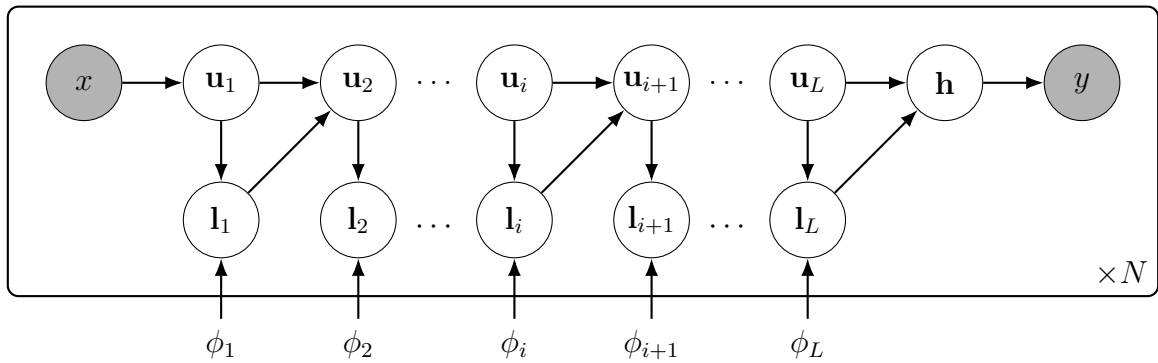 x u₁ u₂ ··· uᵢ uᵢ₊₁ ··· u_L h y
l₁ l₂ ··· lᵢ lᵢ₊₁ ··· l_L
×N
ϕ₁ ϕ₂ ϕᵢ ϕᵢ₊₁ ϕ_L